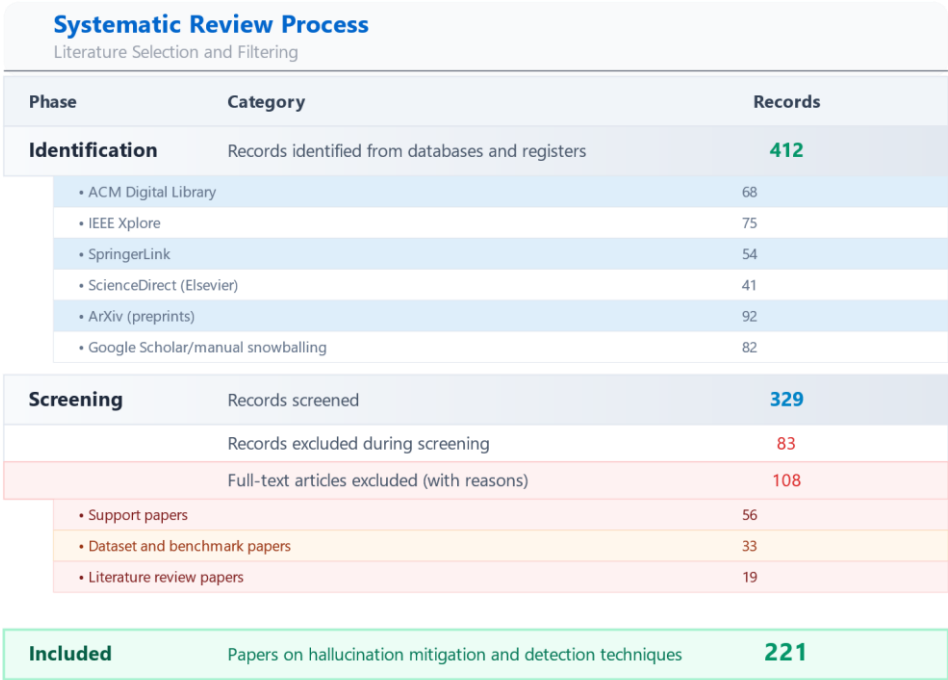 Systematic Review Process
Literature Selection and Filtering
Phase Category Records
Identification Records identified from databases and registers 412
• ACM Digital Library 68
• IEEE Xplore 75
• SpringerLink 54
• ScienceDirect (Elsevier) 41
• ArXiv (preprints) 92
• Google Scholar/manual snowballing 82
Screening Records screened 329
Records excluded during screening 83
Full-text articles excluded (with reasons) 108
• Support papers 56
• Dataset and benchmark papers 33
• Literature review papers 19
Included Papers on hallucination mitigation and detection techniques 221